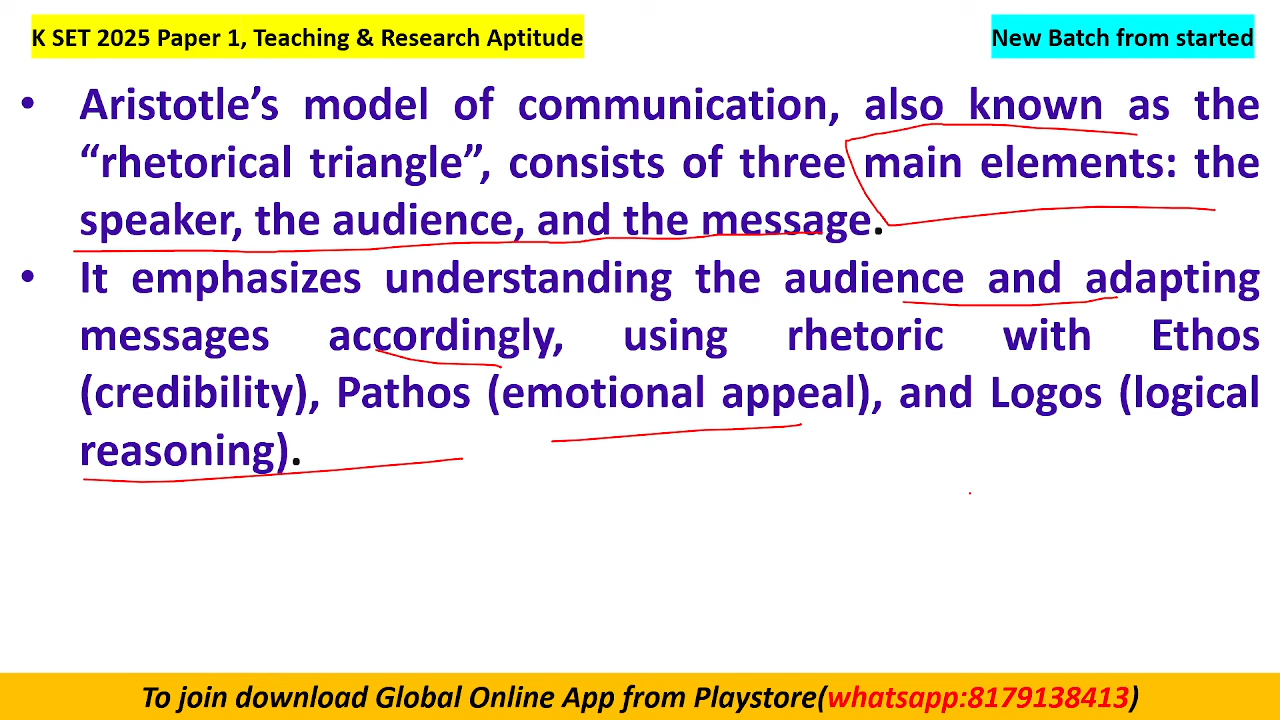 K SET 2025 Paper 1, Teaching & Research Aptitude
New Batch from started
• Aristotle’s model of communication, also known as the
“rhetorical triangle”, consists of three main elements: the
speaker, the audience, and the message.
• It emphasizes understanding the audience and adapting
messages accordingly, using rhetoric with Ethos
(credibility), Pathos (emotional appeal), and Logos (logical
reasoning).
To join download Global Online App from Playstore(whatsapp:8179138413)